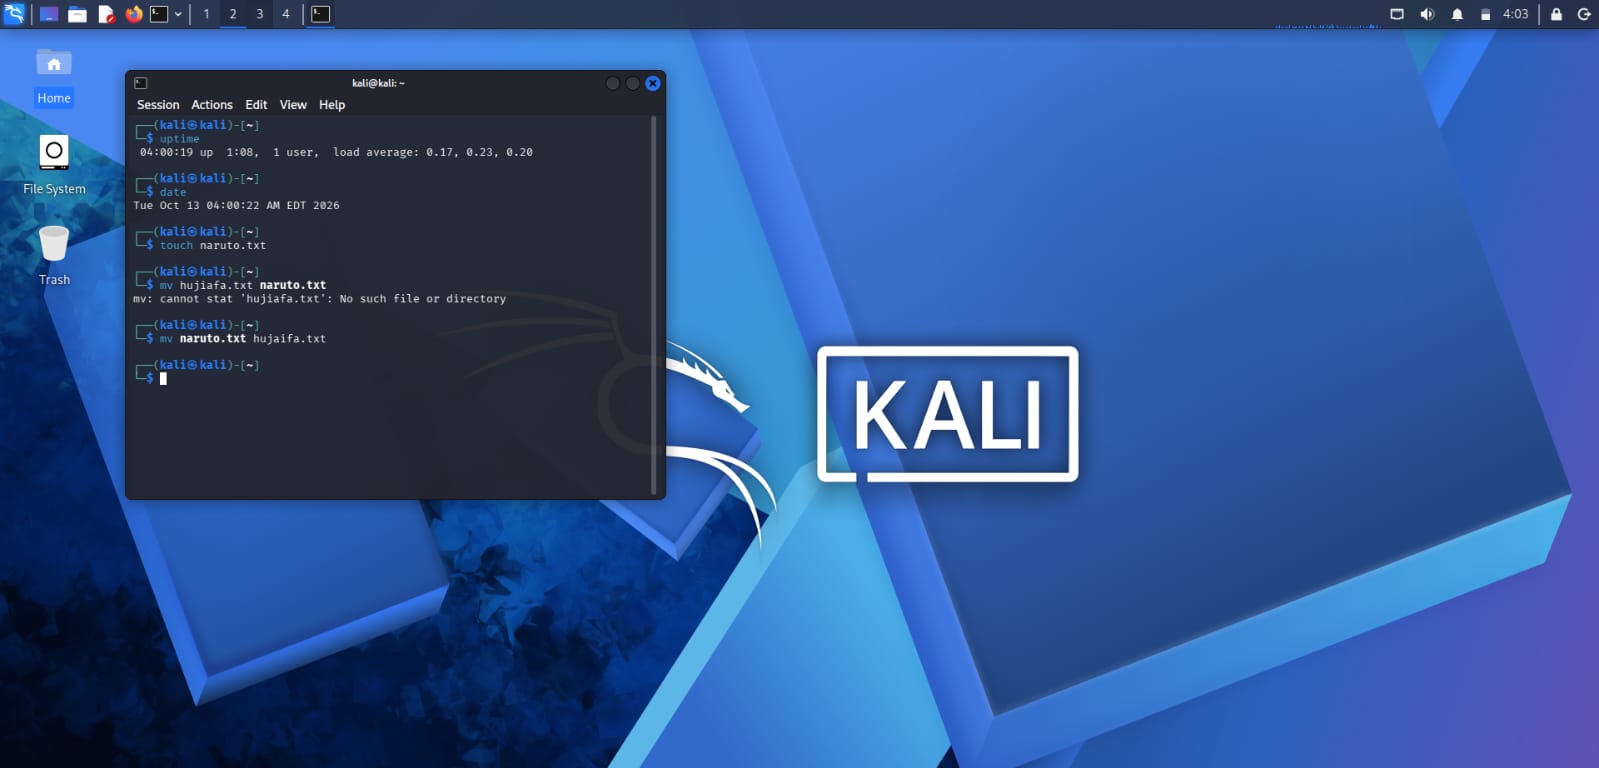 1 2 3 4 4:03
Home
File System
Trash
kali@kali: ~
Session Actions Edit View Help
┌──(kali㉿kali)-[~]
└─$ uptime
 04:00:19 up  1:08,  1 user,  load average: 0.17, 0.23, 0.20
┌──(kali㉿kali)-[~]
└─$ date
Tue Oct 13 04:00:22 AM EDT 2026
┌──(kali㉿kali)-[~]
└─$ touch naruto.txt
┌──(kali㉿kali)-[~]
└─$ mv hujiafa.txt naruto.txt
mv: cannot stat 'hujiafa.txt': No such file or directory
┌──(kali㉿kali)-[~]
└─$ mv naruto.txt hujaifa.txt
┌──(kali㉿kali)-[~]
└─$
KALI